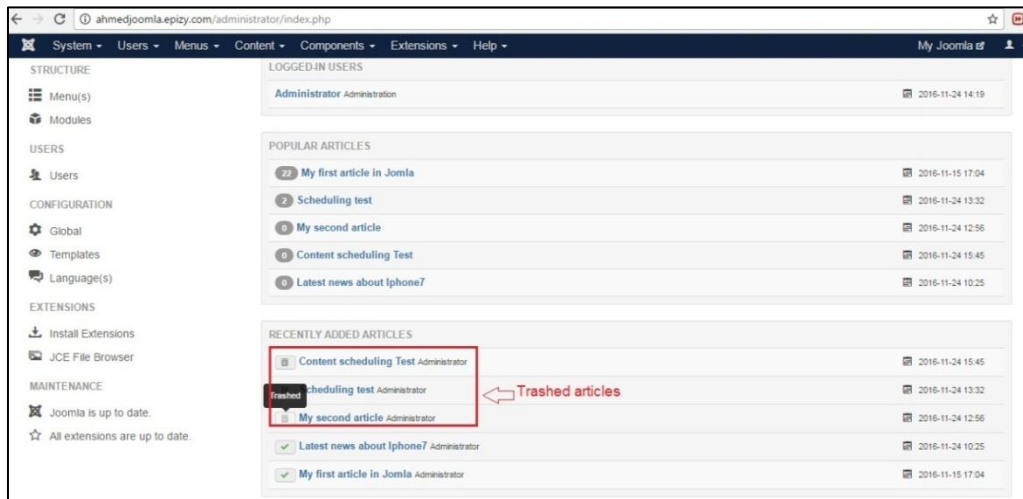 ahmedjoomla.epizy.com/administrator/index.php
System Users Menus Content Components Extensions Help My Joomla
STRUCTURE
Menu(s)
Modules
USERS
Users
CONFIGURATION
Global
Templates
Language(s)
EXTENSIONS
Install Extensions
JCE File Browser
MAINTENANCE
Joomla is up to date.
All extensions are up to date.
LOGGED-IN USERS
Administrator Administration 2016-11-24 14:19
POPULAR ARTICLES
22 My first article in Jomla 2016-11-15 17:04
2 Scheduling test 2016-11-24 13:32
0 My second article 2016-11-24 12:56
0 Content scheduling Test 2016-11-24 15:45
0 Latest news about Iphone7 2016-11-24 10:25
RECENTLY ADDED ARTICLES
Content scheduling Test Administrator 2016-11-24 15:45
Scheduling test Administrator 2016-11-24 13:32
Trashed
My second article Administrator 2016-11-24 12:56
Latest news about Iphone7 Administrator 2016-11-24 10:25
My first article in Jomla Administrator 2016-11-15 17:04
Trashed articles